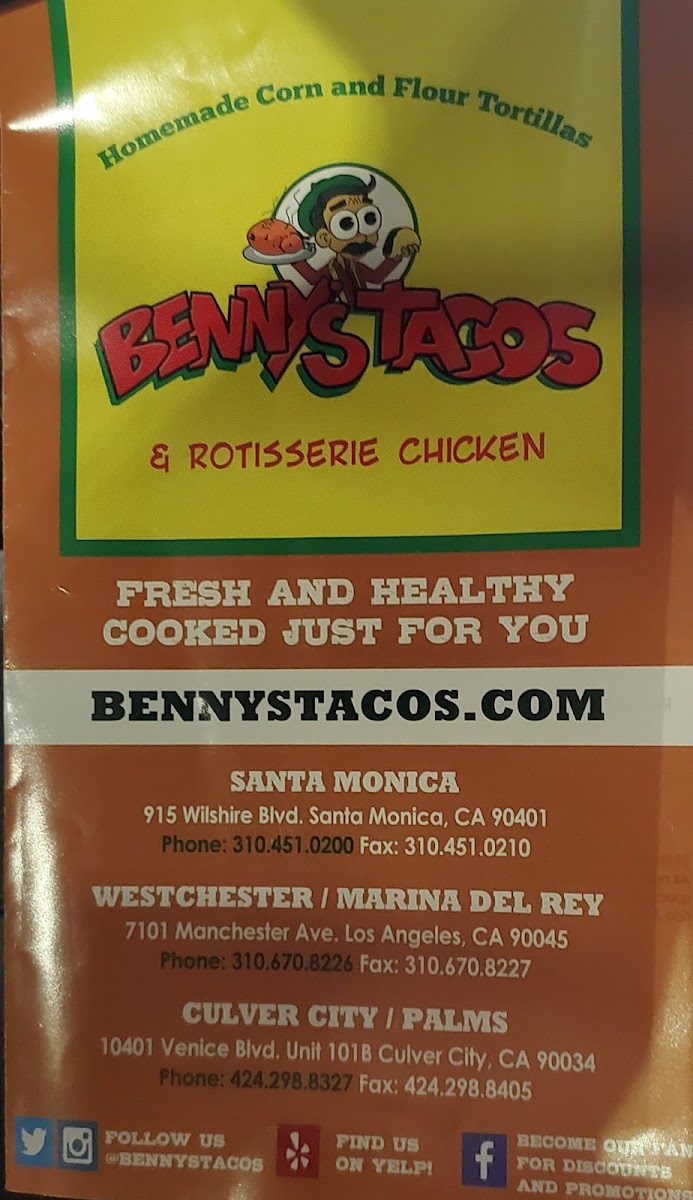 Homemade Corn and Flour Tortillas
BENNY'S TACOS
& ROTISSERIE CHICKEN
FRESH AND HEALTHY
COOKED JUST FOR YOU
BENNYSTACOS.COM
SANTA MONICA
915 Wilshire Blvd. Santa Monica, CA 90401
Phone: 310.451.0200 Fax: 310.451.0210
WESTCHESTER / MARINA DEL REY
7101 Manchester Ave. Los Angeles, CA 90045
Phone: 310.670.8226 Fax: 310.670.8227
CULVER CITY / PALMS
10401 Venice Blvd. Unit 101B Culver City, CA 90034
Phone: 424.298.8327 Fax: 424.298.8405
FOLLOW US
@BENNYSTACOS
FIND US
ON YELP!
BECOME OUR FAN
FOR DISCOUNTS
AND PROMOTIONS